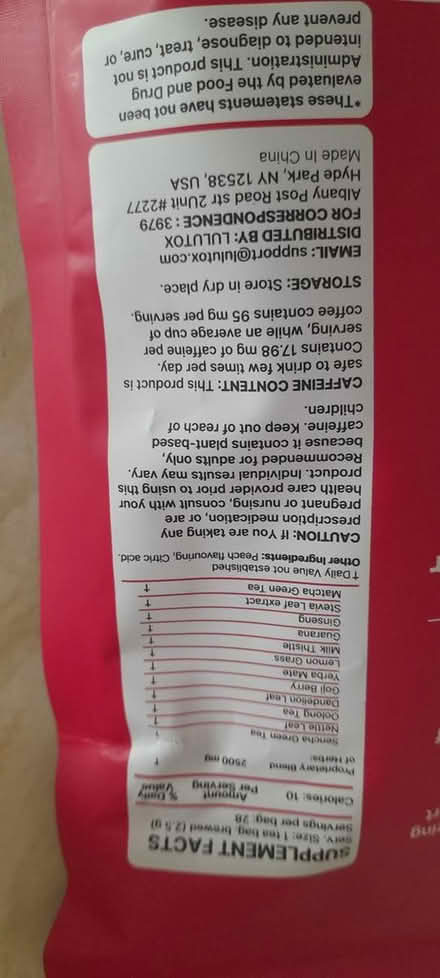 SUPPLEMENT FACTS
Serv. Size: 1 tea bag, brewed (2.5 g)
Servings per bag: 28
Calories: 10 Amount Per Serving % Daily Value
Proprietary Blend of Herbs: 2500 mg †
Sencha Green Tea †
Nettle Leaf †
Oolong Tea †
Dandelion Leaf †
Goji Berry †
Yerba Mate †
Lemon Grass †
Milk Thistle †
Guarana †
Ginseng †
Stevia Leaf extract †
Matcha Green Tea †
†Daily Value not established
Other Ingredients: Peach flavouring, Citric acid.
CAUTION: If You are taking any
prescription medication, or are
pregnant or nursing, consult with your
health care provider prior to using this
product. Individual results may vary.
Recommended for adults only,
because it contains plant-based
caffeine. Keep out of reach of
children.
CAFFEINE CONTENT: This product is
safe to drink few times per day.
Contains 17.98 mg of caffeine per
serving, while an average cup of
coffee contains 95 mg per serving.
STORAGE: Store in dry place.
EMAIL: support@lulutox.com
DISTRIBUTED BY: LULUTOX
FOR CORRESPONDENCE : 3979
Albany Post Road str 2Unit #2277
Hyde Park, NY 12538, USA
Made In China
*These statements have not been
evaluated by the Food and Drug
Administration. This product is not
intended to diagnose, treat, cure, or
prevent any disease.